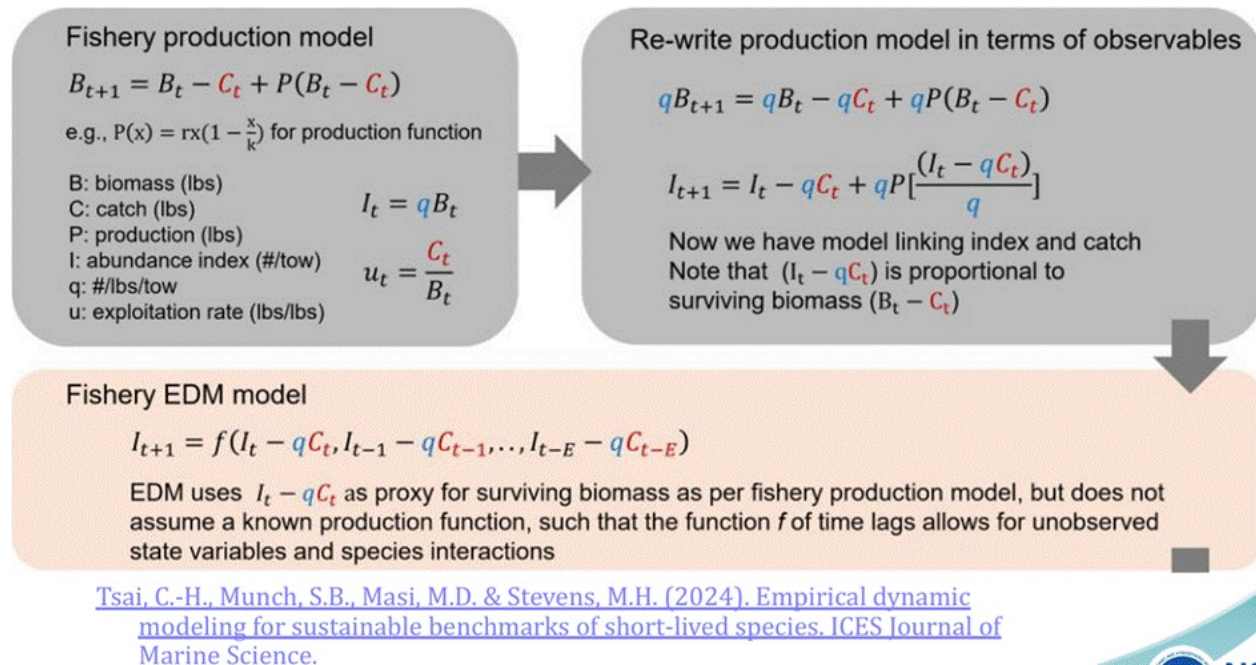 Fishery production model
B_{t+1} = B_t − C_t + P(B_t − C_t)
e.g., P(x) = rx(1 − x/k) for production function
B: biomass (lbs)
C: catch (lbs)
P: production (lbs)
I: abundance index (#/tow)
q: #/lbs/tow
u: exploitation rate (lbs/lbs)
I_t = qB_t
u_t = C_t/B_t
Re-write production model in terms of observables
qB_{t+1} = qB_t − qC_t + qP(B_t − C_t)
I_{t+1} = I_t − qC_t + qP[(I_t − qC_t)/q]
Now we have model linking index and catch
Note that (I_t − qC_t) is proportional to
surviving biomass (B_t − C_t)
Fishery EDM model
I_{t+1} = f(I_t − qC_t, I_{t−1} − qC_{t−1}, . . , I_{t−E} − qC_{t−E})
EDM uses I_t − qC_t as proxy for surviving biomass as per fishery production model, but does not
assume a known production function, such that the function f of time lags allows for unobserved
state variables and species interactions
Tsai, C.-H., Munch, S.B., Masi, M.D. & Stevens, M.H. (2024). Empirical dynamic
modeling for sustainable benchmarks of short-lived species. ICES Journal of
Marine Science.